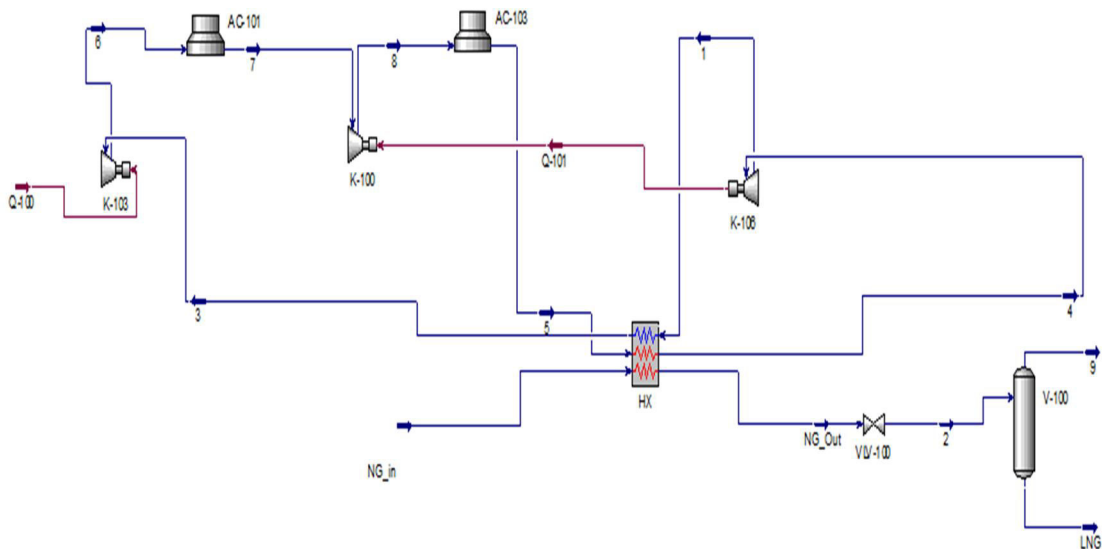 6
AC-101
7
8
AC-103
1
K-103
Q-100
K-100
Q-101
K-106
3
5
4
HX
9
V-100
NG_Out
VLV-100
2
NG_in
LNG